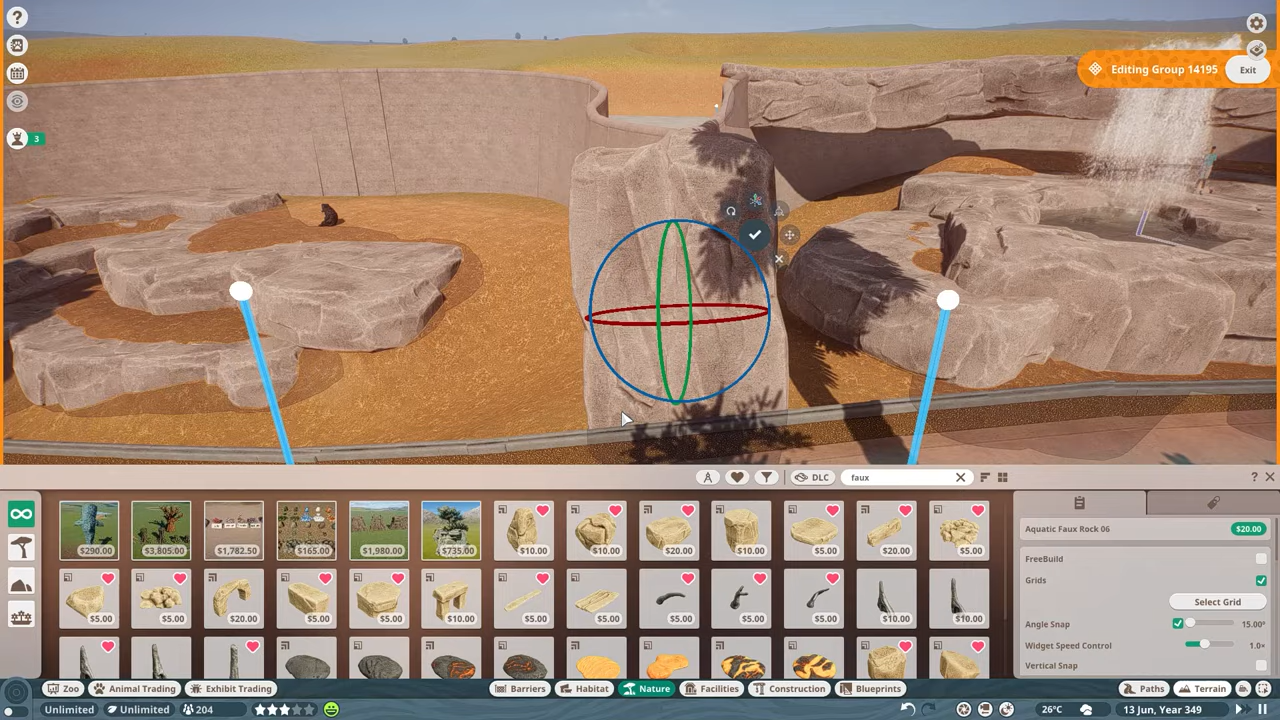 ?
Editing Group 14195
Exit
3
DLC
faux
?
$290.00
$3,805.00
$1,782.50
$165.00
$1,980.00
$735.00
$10.00
$10.00
$20.00
$10.00
$5.00
$20.00
$5.00
$5.00
$5.00
$20.00
$5.00
$5.00
$10.00
$5.00
$5.00
$5.00
$5.00
$5.00
$10.00
$10.00
Aquatic Faux Rock 06
$20.00
FreeBuild
Grids
Select Grid
Angle Snap
15.00°
Widget Speed Control
1.0×
Vertical Snap
Zoo
Animal Trading
Exhibit Trading
Barriers
Habitat
Nature
Facilities
Construction
Blueprints
Paths
Terrain
Unlimited
Unlimited
204
26°C
13 Jun, Year 349